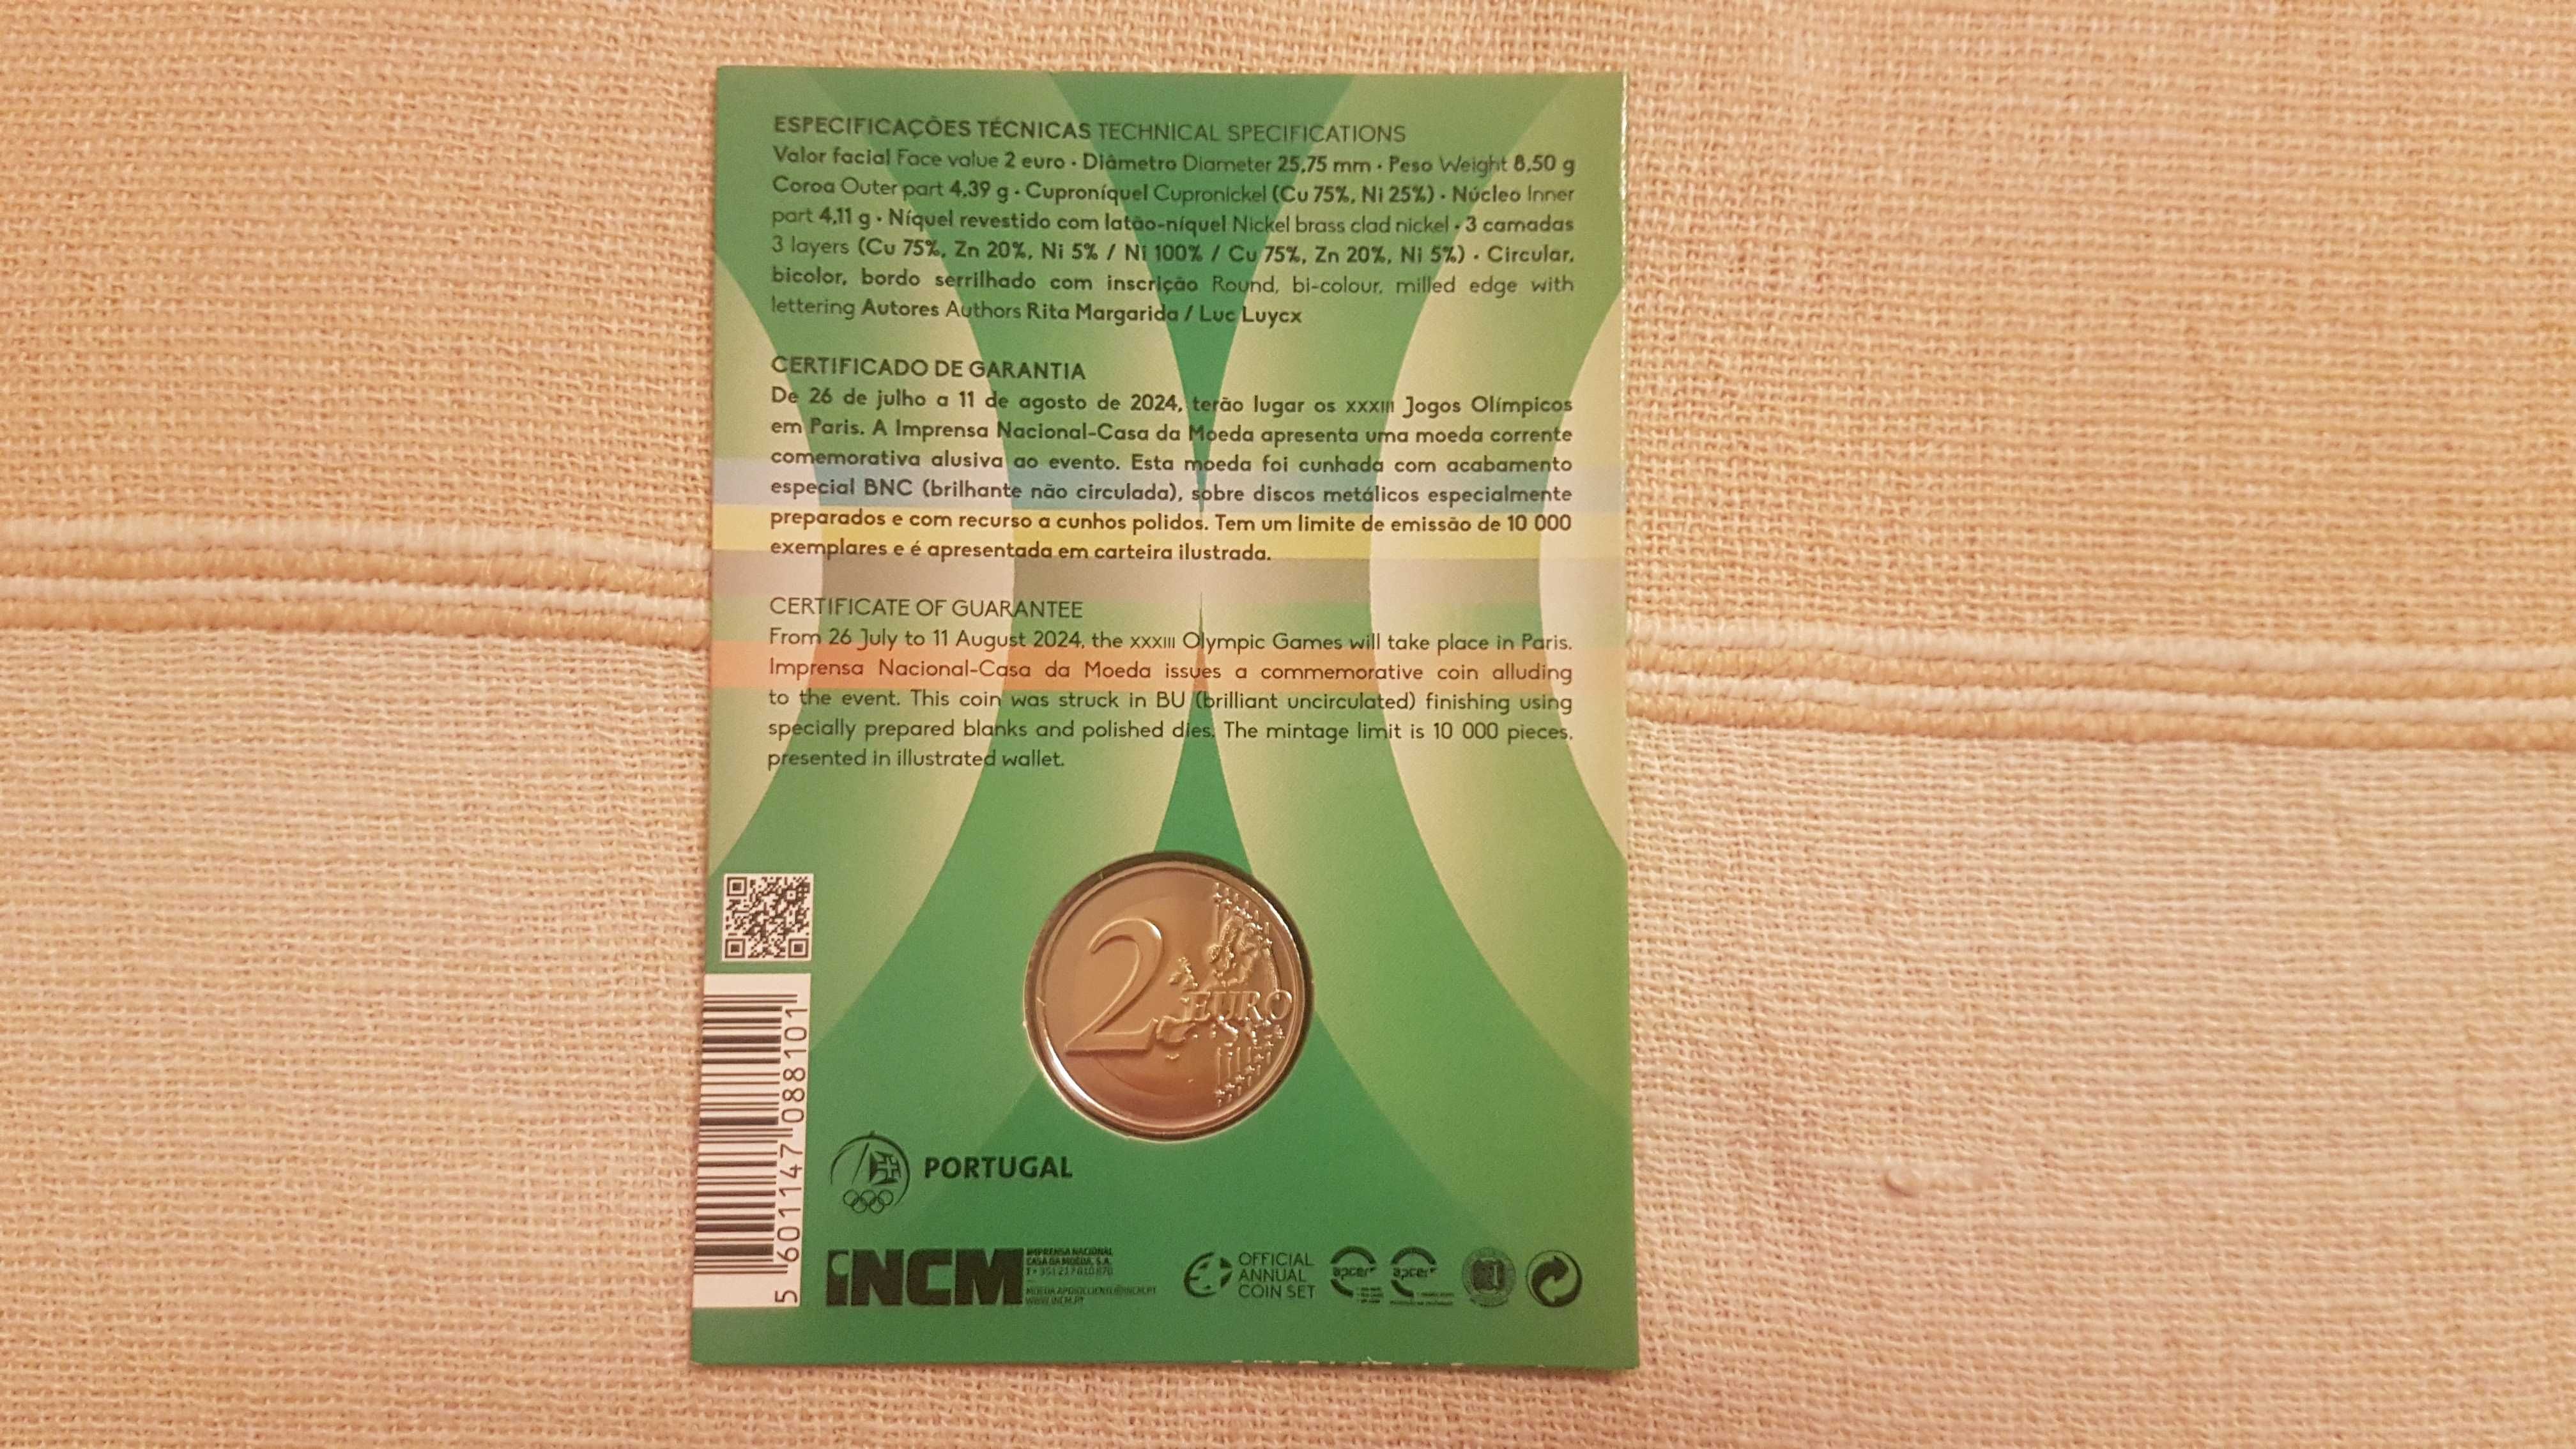 ESPECIFICAÇÕES TÉCNICAS TECHNICAL SPECIFICATIONS
Valor facial Face value 2 euro · Diâmetro Diameter 25,75 mm · Peso Weight 8,50 g
Coroa Outer part 4,39 g · Cuproníquel Cupronickel (Cu 75%, Ni 25%) · Núcleo Inner
part 4,11 g · Níquel revestido com latão-níquel Nickel brass clad nickel · 3 camadas
3 layers (Cu 75%, Zn 20%, Ni 5% / Ni 100% / Cu 75%, Zn 20%, Ni 5%) · Circular,
bicolor, bordo serrilhado com inscrição Round, bi-colour, milled edge with
lettering Autores Authors Rita Margarida / Luc Luycx
CERTIFICADO DE GARANTIA
De 26 de julho a 11 de agosto de 2024, terão lugar os XXXIII Jogos Olímpicos
em Paris. A Imprensa Nacional-Casa da Moeda apresenta uma moeda corrente
comemorativa alusiva ao evento. Esta moeda foi cunhada com acabamento
especial BNC (brilhante não circulada), sobre discos metálicos especialmente
preparados e com recurso a cunhos polidos. Tem um limite de emissão de 10 000
exemplares e é apresentada em carteira ilustrada.
CERTIFICATE OF GUARANTEE
From 26 July to 11 August 2024, the XXXIII Olympic Games will take place in Paris.
Imprensa Nacional-Casa da Moeda issues a commemorative coin alluding
to the event. This coin was struck in BU (brilliant uncirculated) finishing using
specially prepared blanks and polished dies. The mintage limit is 10 000 pieces,
presented in illustrated wallet.
2 EURO
5 601147 088101
PORTUGAL
INCM
IMPRENSA NACIONAL
CASA DA MOEDA, S.A.
WWW.INCM.PT
OFFICIAL
ANNUAL
COIN SET
apcer
apcer